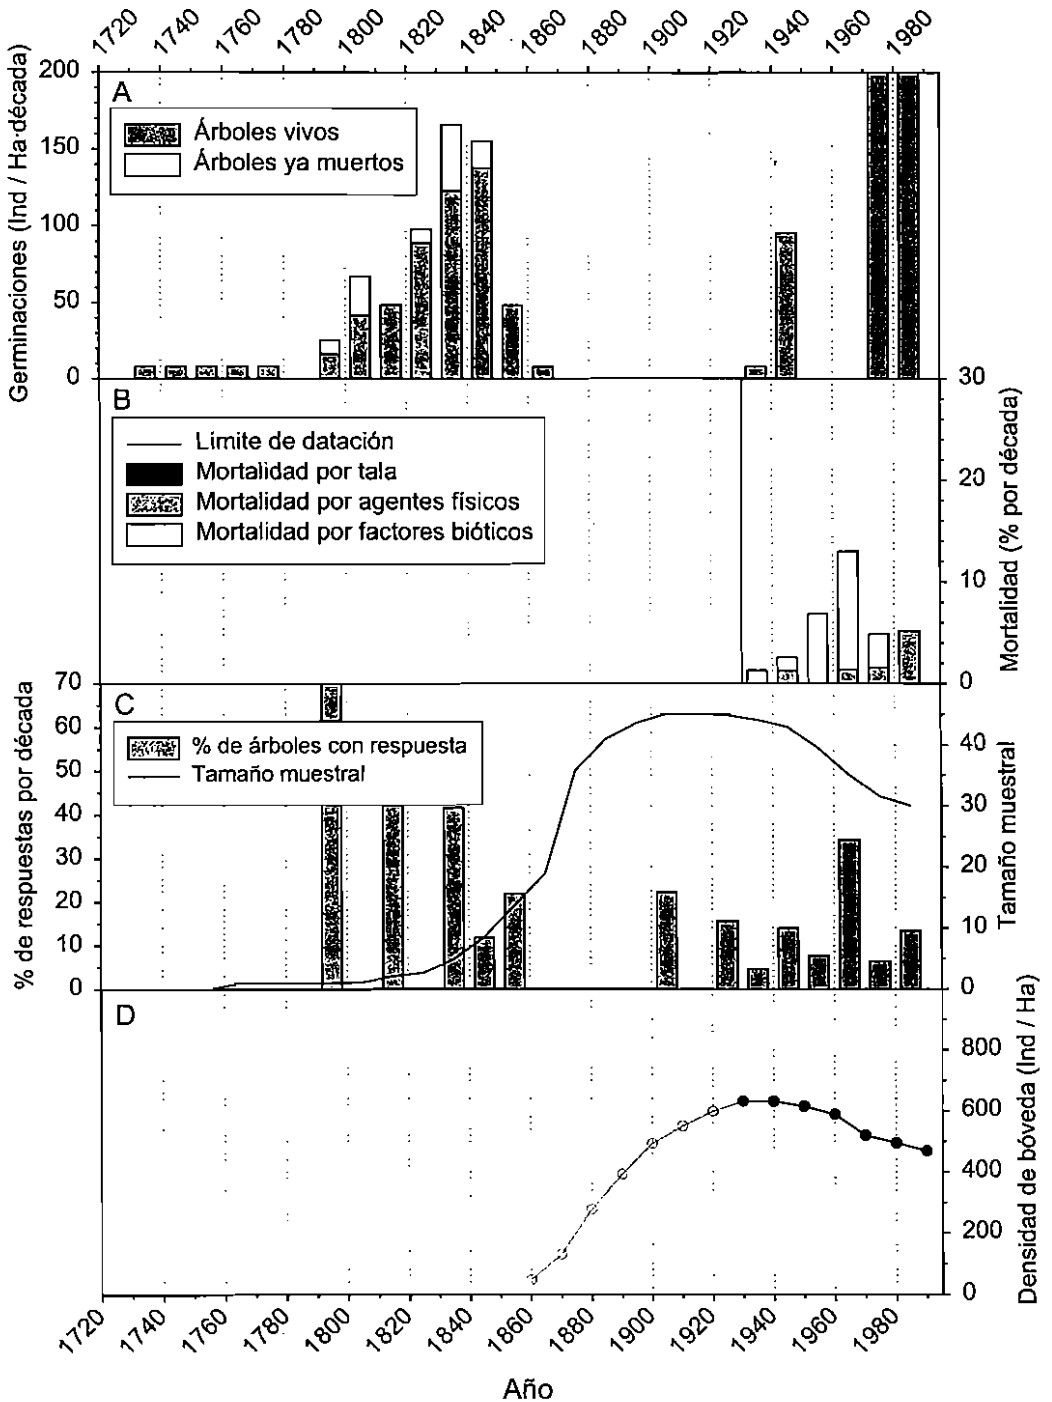 1720 1740 1760 1780 1800 1820 1840 1860 1900 1920 1940 1960 1980
Germinaciones (Ind / Ha·década)
200
150
100
50
0
A
Árboles vivos
Árboles ya muertos
B
Límite de datación
Mortalidad por tala
Mortalidad por agentes físicos
Mortalidad por factores bióticos
30
20
10
0
Mortalidad (% por década)
% de respuestas por década
70
60
50
40
30
20
10
0
C
% de árboles con respuesta
Tamaño muestral
40
30
20
10
0
Tamaño muestral
D
800
600
400
200
0
Densidad de bóveda (Ind / Ha)
1720 1740 1760 1780 1800 1820 1840 1860 1880 1900 1920 1940 1960 1980
Año